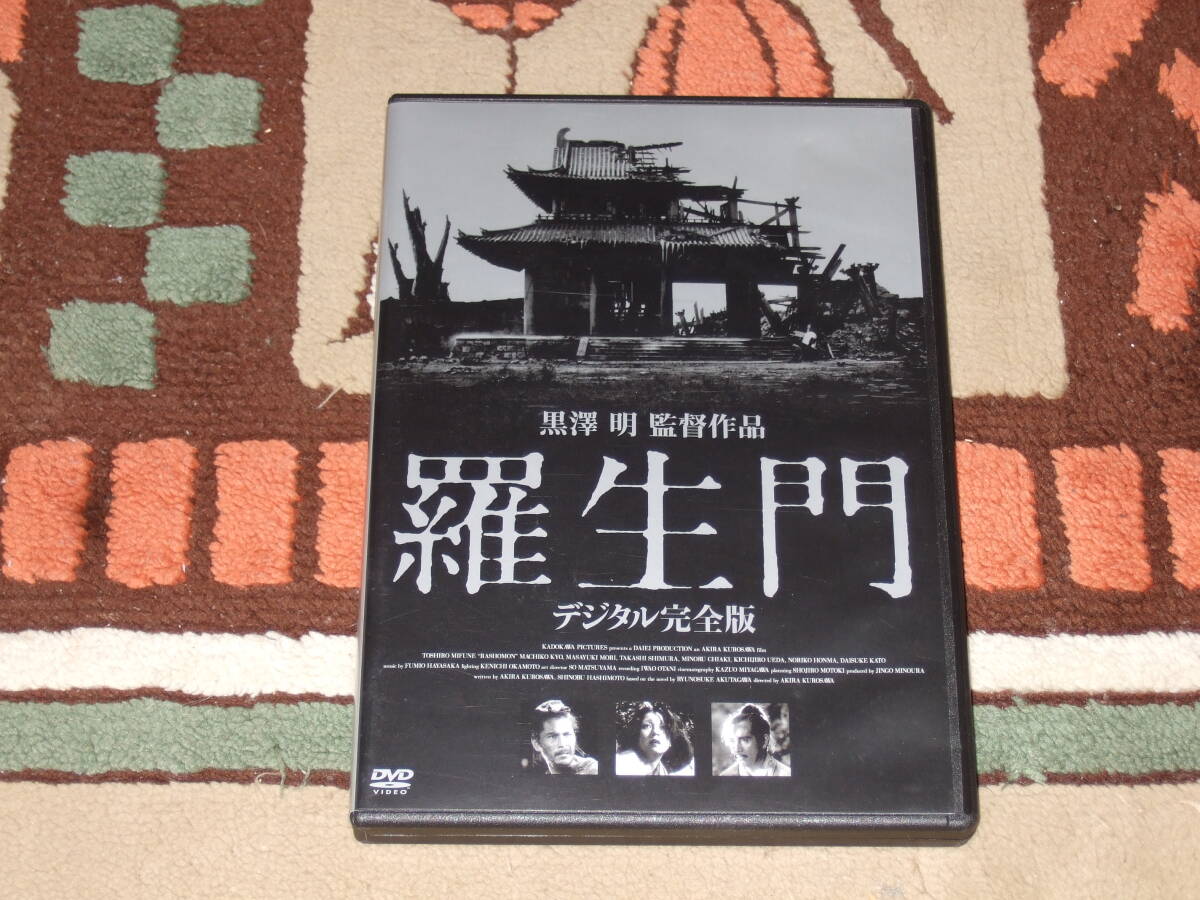 黒澤 明 監督作品
羅生門
デジタル完全版
KADOKAWA PICTURES presents a DAIEI PRODUCTION an AKIRA KUROSAWA film
TOSHIRO MIFUNE "RASHOMON" MACHIKO KYO, MASAYUKI MORI, TAKASHI SHIMURA, MINORU CHIAKI, KICHIJIRO UEDA, NORIKO HONMA, DAISUKE KATO
music by FUMIO HAYASAKA lighting KENICHI OKAMOTO art director SO MATSUYAMA recording IWAO OTANI cinematography KAZUO MIYAGAWA planning SHOJIRO MOTOKI produced by JINGO MINOURA
written by AKIRA KUROSAWA, SHINOBU HASHIMOTO based on the novel by RYUNOSUKE AKUTAGAWA directed by AKIRA KUROSAWA
DVD
VIDEO